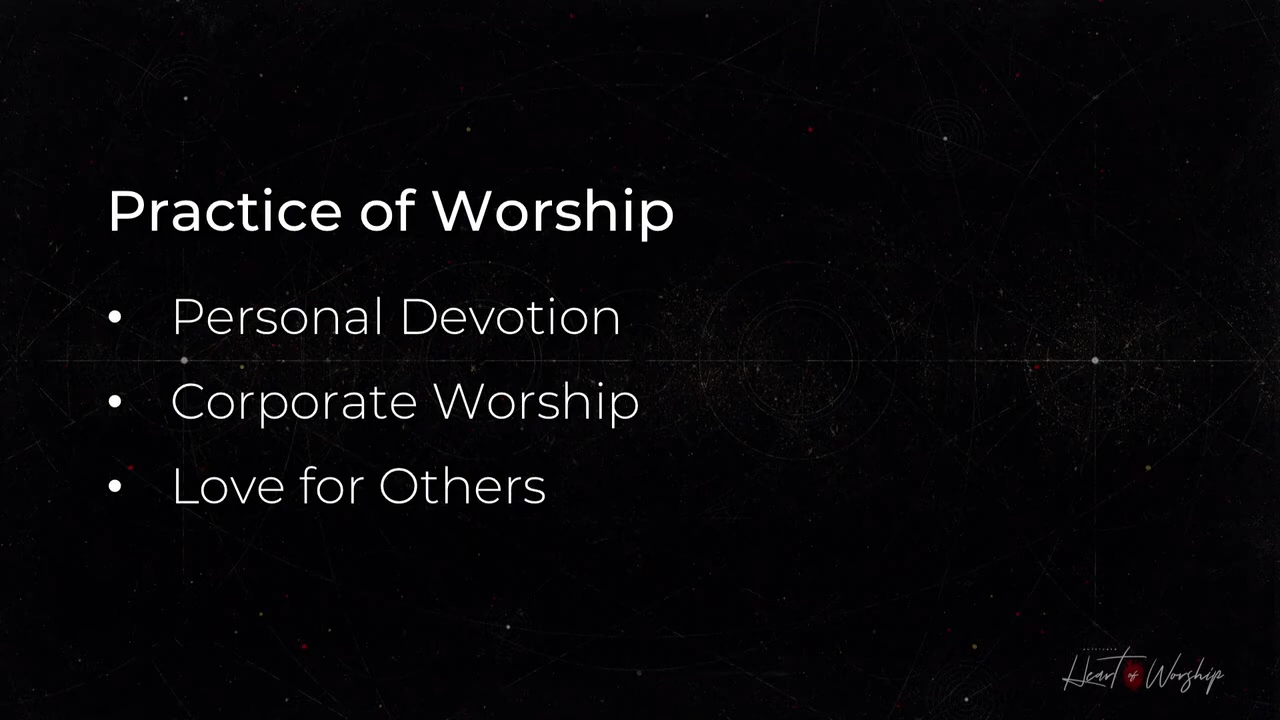 Practice of Worship
• Personal Devotion
• Corporate Worship
• Love for Others
Heart of Worship